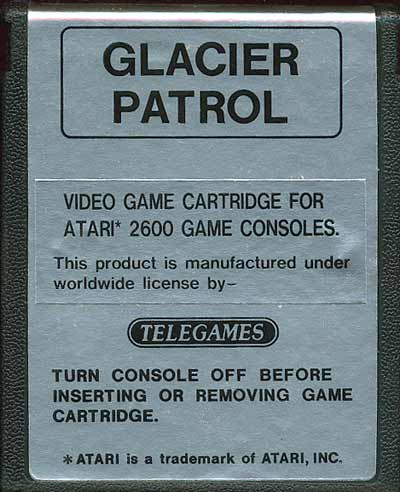 GLACIER
PATROL
VIDEO GAME CARTRIDGE FOR
ATARI* 2600 GAME CONSOLES.
This product is manufactured under
worldwide license by–
TELEGAMES
TURN CONSOLE OFF BEFORE
INSERTING OR REMOVING GAME
CARTRIDGE.
*ATARI is a trademark of ATARI, INC.